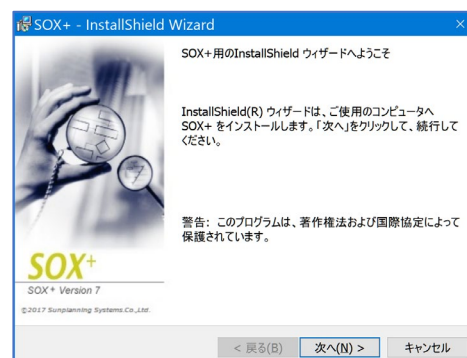 SOX+ - InstallShield Wizard
SOX+用のInstallShield ウィザードへようこそ
InstallShield(R) ウィザードは、ご使用のコンピュータへ
SOX+ をインストールします。「次へ」をクリックして、続行して
ください。
警告: このプログラムは、著作権法および国際協定によって
保護されています。
SOX+
SOX+ Version 7
©2017 Sunplanning Systems.Co.,Ltd.
< 戻る(B)
次へ(N) >
キャンセル